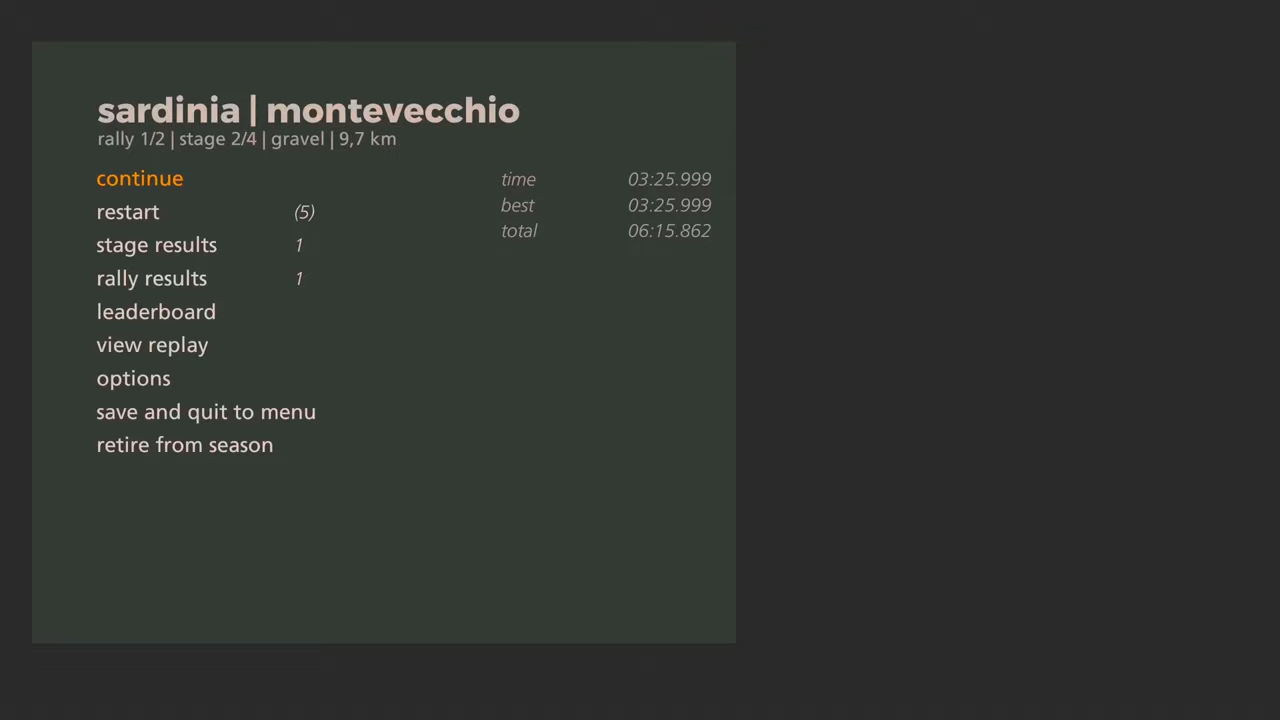 sardinia | montevecchio
rally 1/2 | stage 2/4 | gravel | 9,7 km
continue
time 03:25.999
restart (5)
best 03:25.999
stage results 1
total 06:15.862
rally results 1
leaderboard
view replay
options
save and quit to menu
retire from season